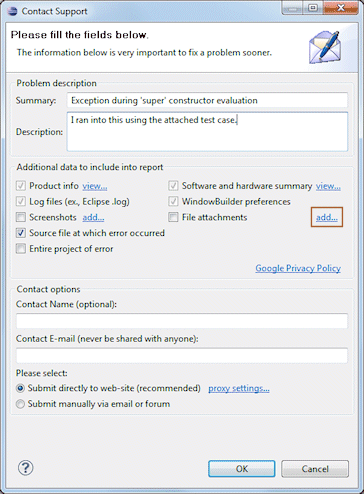 Contact Support
Please fill the fields below.
The information below is very important to fix a problem sooner.
Problem description
Summary: Exception during 'super' constructor evaluation
Description: I ran into this using the attached test case.
Additional data to include into report
Product info view... Software and hardware summary view...
Log files (ex., Eclipse .log) WindowBuilder preferences
Screenshots add... File attachments add...
Source file at which error occurred
Entire project of error
Google Privacy Policy
Contact options
Contact Name (optional):
Contact E-mail (never be shared with anyone):
Please select:
Submit directly to web-site (recommended) proxy settings...
Submit manually via email or forum
? OK Cancel